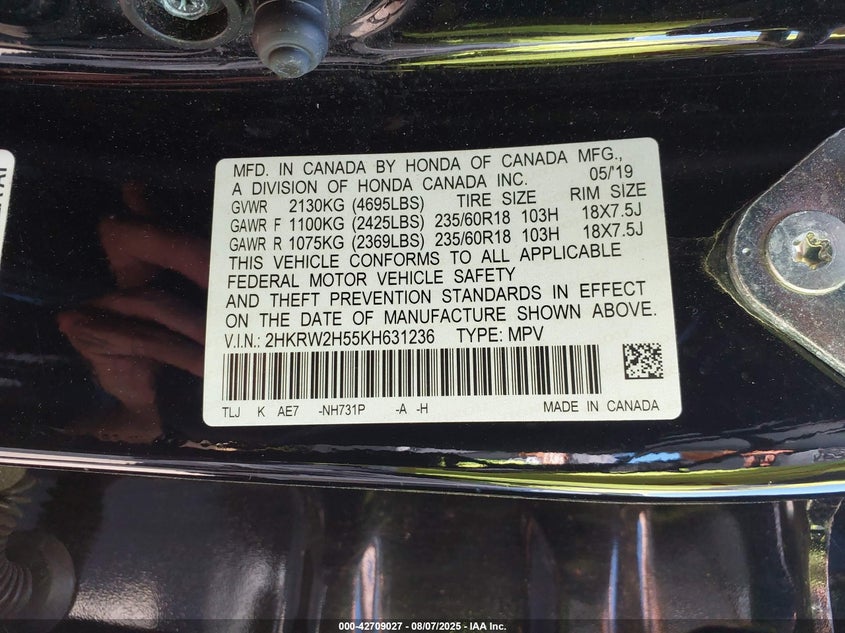 MFD. IN CANADA BY HONDA OF CANADA MFG.,
A DIVISION OF HONDA CANADA INC. 05/'19
GVWR 2130KG (4695LBS) TIRE SIZE RIM SIZE
GAWR F 1100KG (2425LBS) 235/60R18 103H 18X7.5J
GAWR R 1075KG (2369LBS) 235/60R18 103H 18X7.5J
THIS VEHICLE CONFORMS TO ALL APPLICABLE
FEDERAL MOTOR VEHICLE SAFETY
AND THEFT PREVENTION STANDARDS IN EFFECT
ON THE DATE OF MANUFACTURE SHOWN ABOVE.
V.I.N.: 2HKRW2H55KH631236 TYPE: MPV
TLJ K AE7 -NH731P -A -H MADE IN CANADA
000-42709027 - 08/07/2025 - IAA Inc.